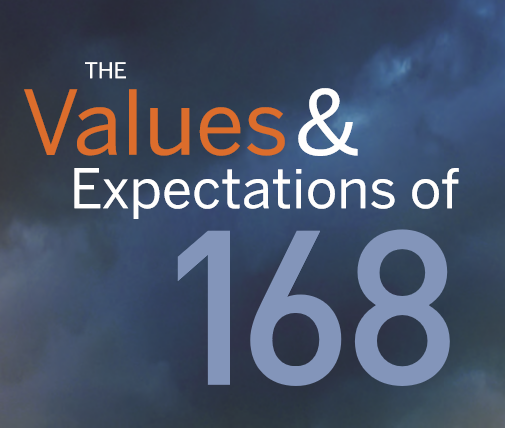 THE
Values &
Expectations of
168